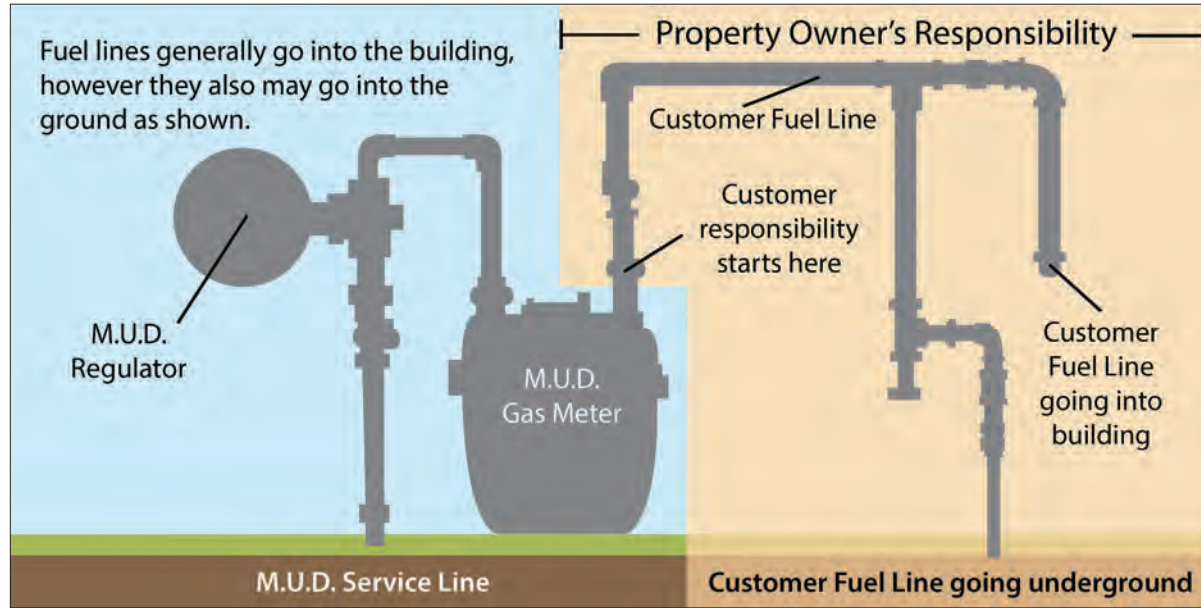 Fuel lines generally go into the building,
however they also may go into the
ground as shown.
Property Owner's Responsibility
Customer Fuel Line
Customer
responsibility
starts here
M.U.D.
Regulator
M.U.D.
Gas Meter
Customer
Fuel Line
going into
building
M.U.D. Service Line
Customer Fuel Line going underground